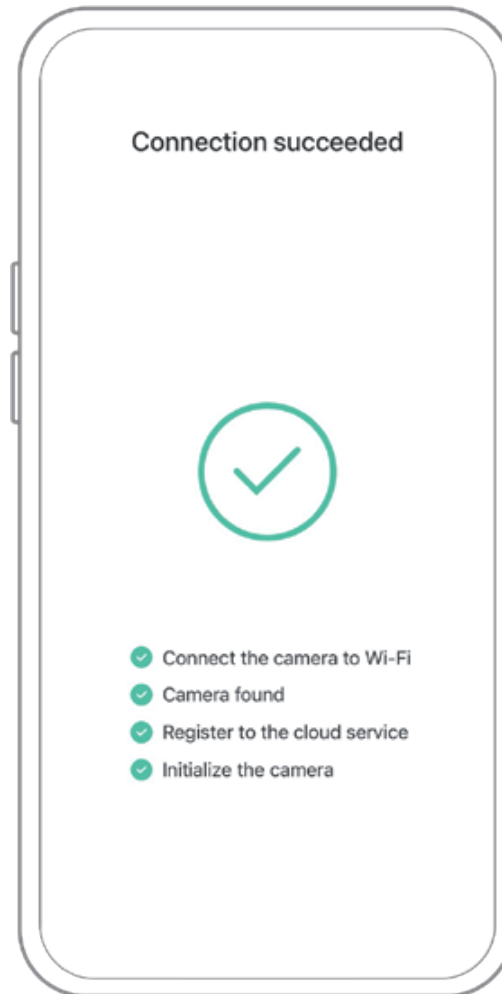 Connection succeeded
Connect the camera to Wi-Fi
Camera found
Register to the cloud service
Initialize the camera